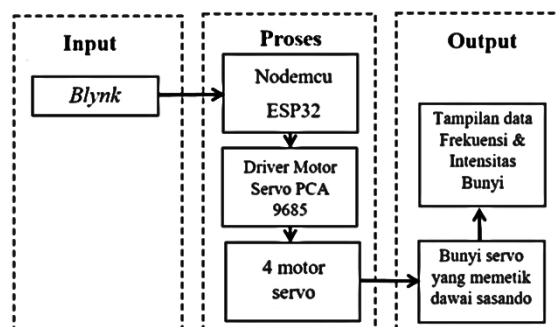 Input
Blynk
Proses
Nodemcu
ESP32
Driver Motor
Servo PCA
9685
4 motor
servo
Output
Tampilan data
Frekuensi &
Intensitas
Bunyi
Bunyi servo
yang memetik
dawai sasando